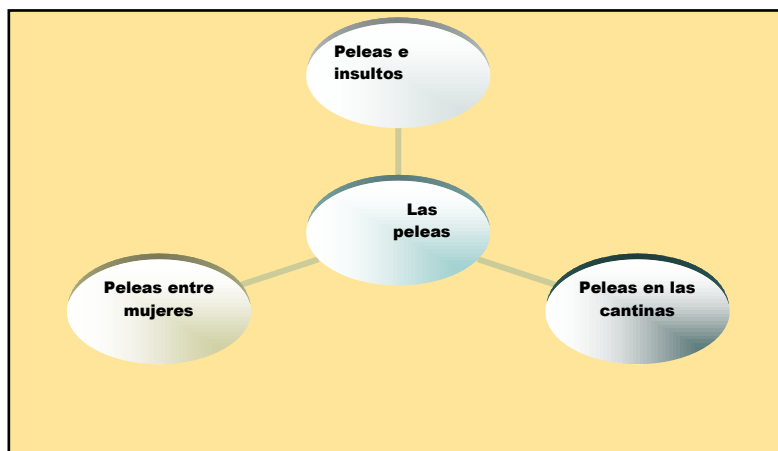 Peleas e
insultos
Las
peleas
Peleas entre
mujeres
Peleas en las
cantinas